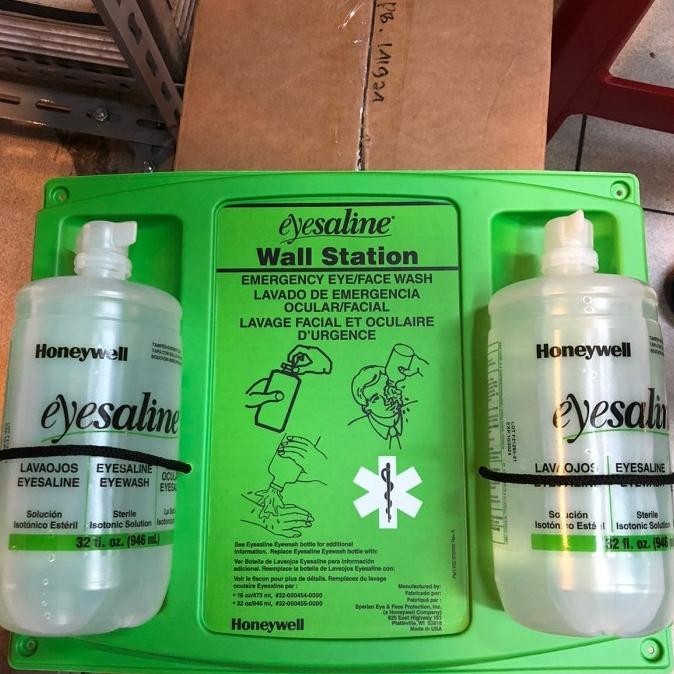 eyesaline®
Wall Station
EMERGENCY EYE/FACE WASH
LAVADO DE EMERGENCIA
OCULAR/FACIAL
LAVAGE FACIAL ET OCULAIRE
D'URGENCE
See Eyesaline Eyewash bottle for additional
information. Replace Eyesaline Eyewash bottle with:
Ver Botella de Lavaojos Eyesaline para información
adicional. Reemplace la botella de Lavaojos Eyesaline con:
Voir le flacon pour plus de détails. Remplacez du lavage
oculaire Eyesaline par :
• 16 oz/473 ml, #32-000454-0000
• 32 oz/946 ml, #32-000455-0000
Honeywell
Manufactured by:
Fabricado por:
Fabriqué par :
Sperian Eye & Face Protection, Inc.
(a Honeywell Company)
825 East Highway 151
Platteville, WI 53818
Made in USA
Honeywell
eyesaline
LAVAOJOS
EYESALINE
EYESALINE
EYEWASH
Solución
Isotónico Estéril
Sterile
Isotonic Solution
32 fl. oz. (946 mL)
Honeywell
eyesalin
LAVAOJOS
EYESALINE
Solución
Isotónico Estéril
Sterile
Isotonic Solution
32 fl. oz. (946